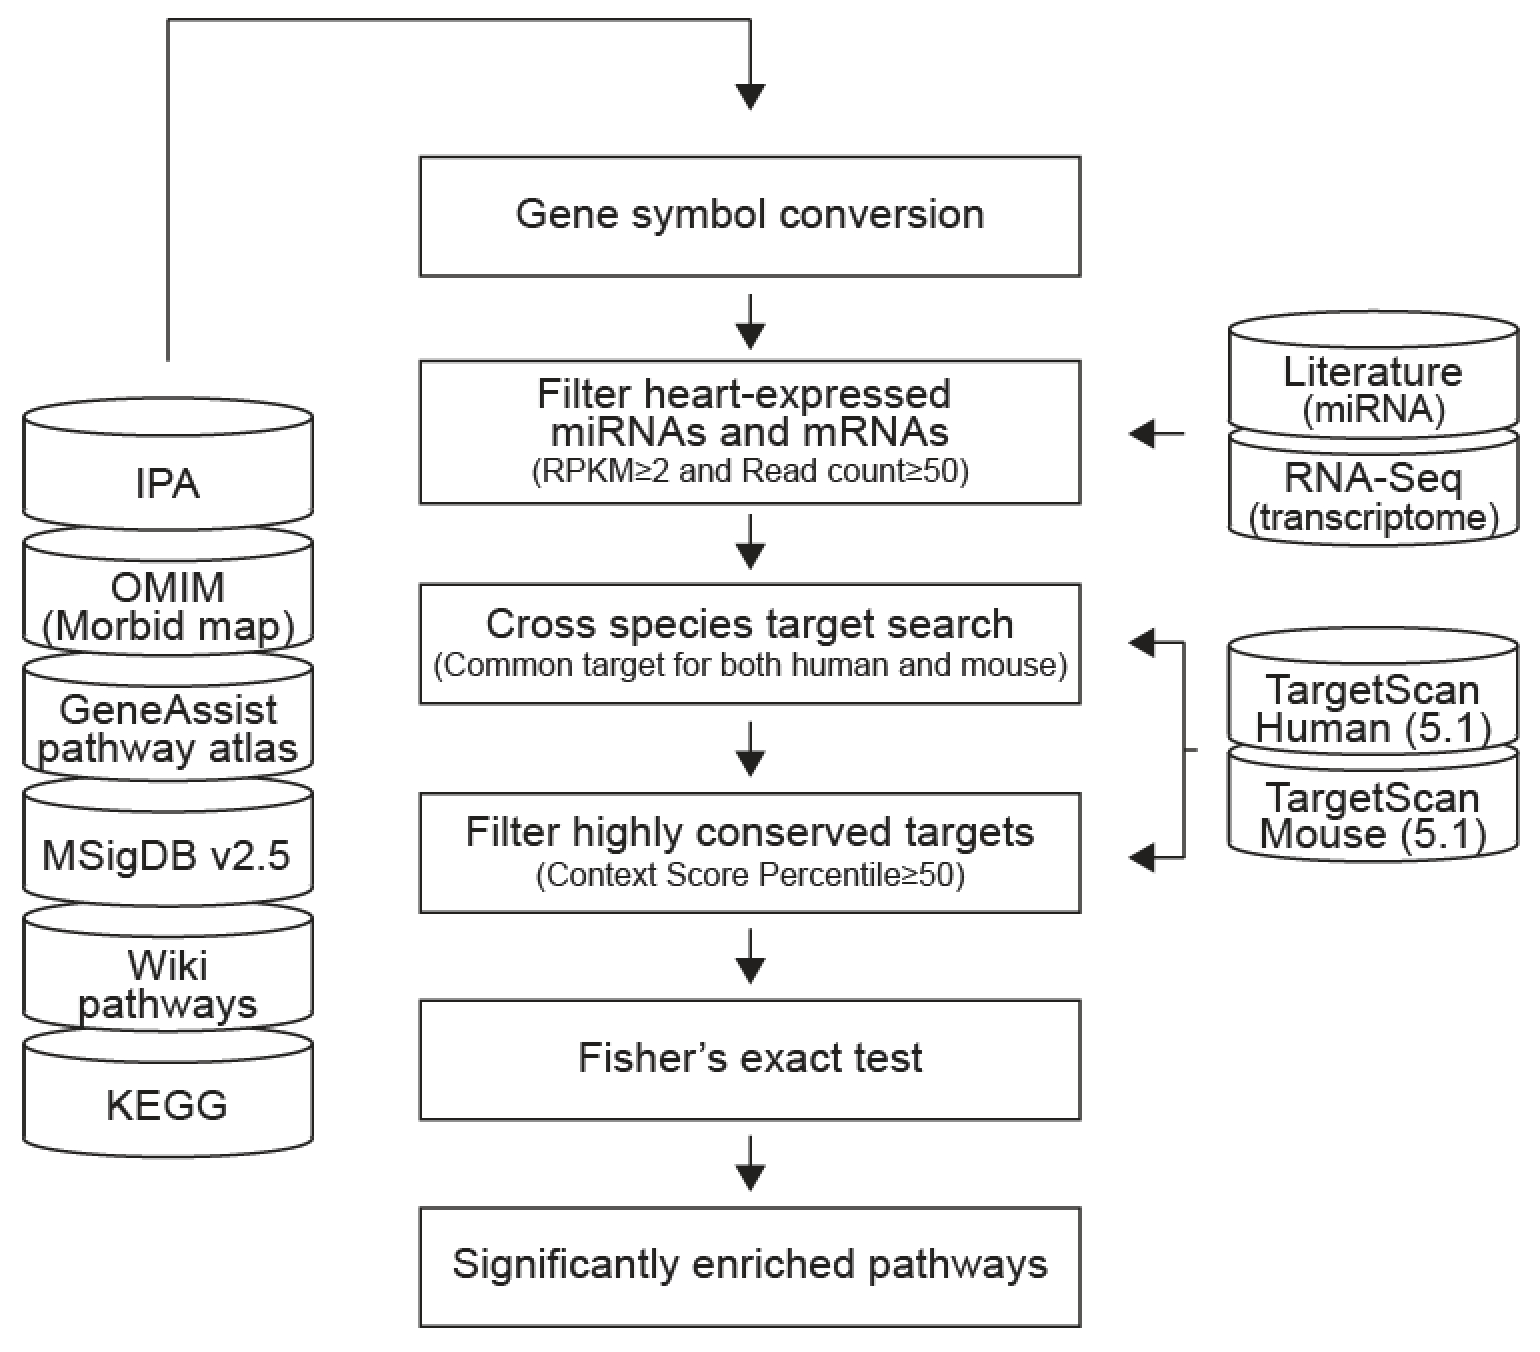 Gene symbol conversion
Filter heart-expressed
miRNAs and mRNAs
(RPKM≥2 and Read count≥50)
Cross species target search
(Common target for both human and mouse)
Filter highly conserved targets
(Context Score Percentile≥50)
Fisher’s exact test
Significantly enriched pathways
IPA
OMIM
(Morbid map)
GeneAssist
pathway atlas
MSigDB v2.5
Wiki
pathways
KEGG
Literature
(miRNA)
RNA-Seq
(transcriptome)
TargetScan
Human (5.1)
TargetScan
Mouse (5.1)